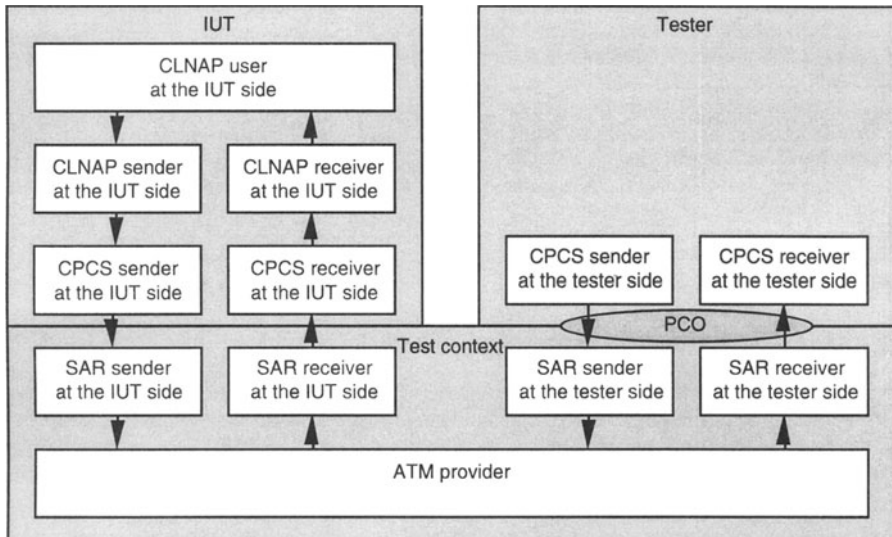 IUT
Tester
CLNAP user
at the IUT side
CLNAP sender
at the IUT side
CLNAP receiver
at the IUT side
CPCS sender
at the IUT side
CPCS receiver
at the IUT side
CPCS sender
at the tester side
CPCS receiver
at the tester side
PCO
Test context
SAR sender
at the IUT side
SAR receiver
at the IUT side
SAR sender
at the tester side
SAR receiver
at the tester side
ATM provider